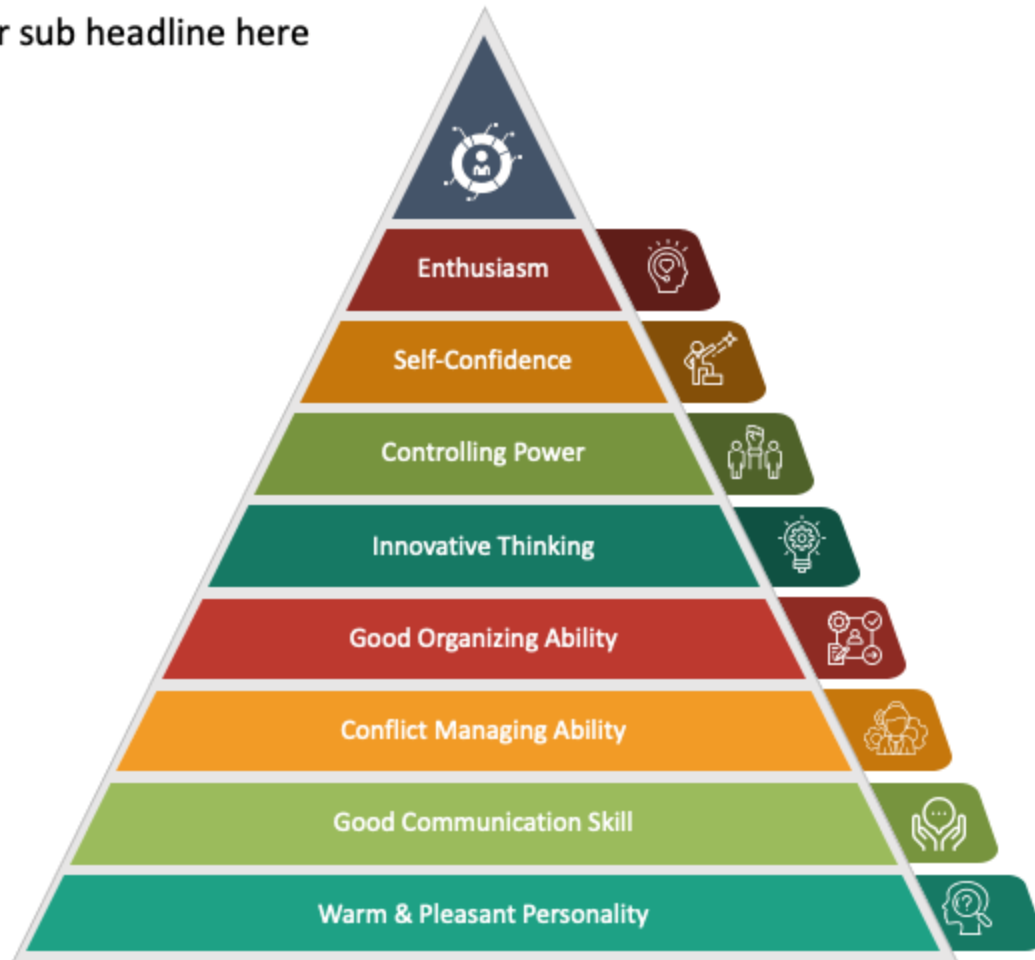 r sub headline here
Enthusiasm
Self-Confidence
Controlling Power
Innovative Thinking
Good Organizing Ability
Conflict Managing Ability
Good Communication Skill
Warm & Pleasant Personality